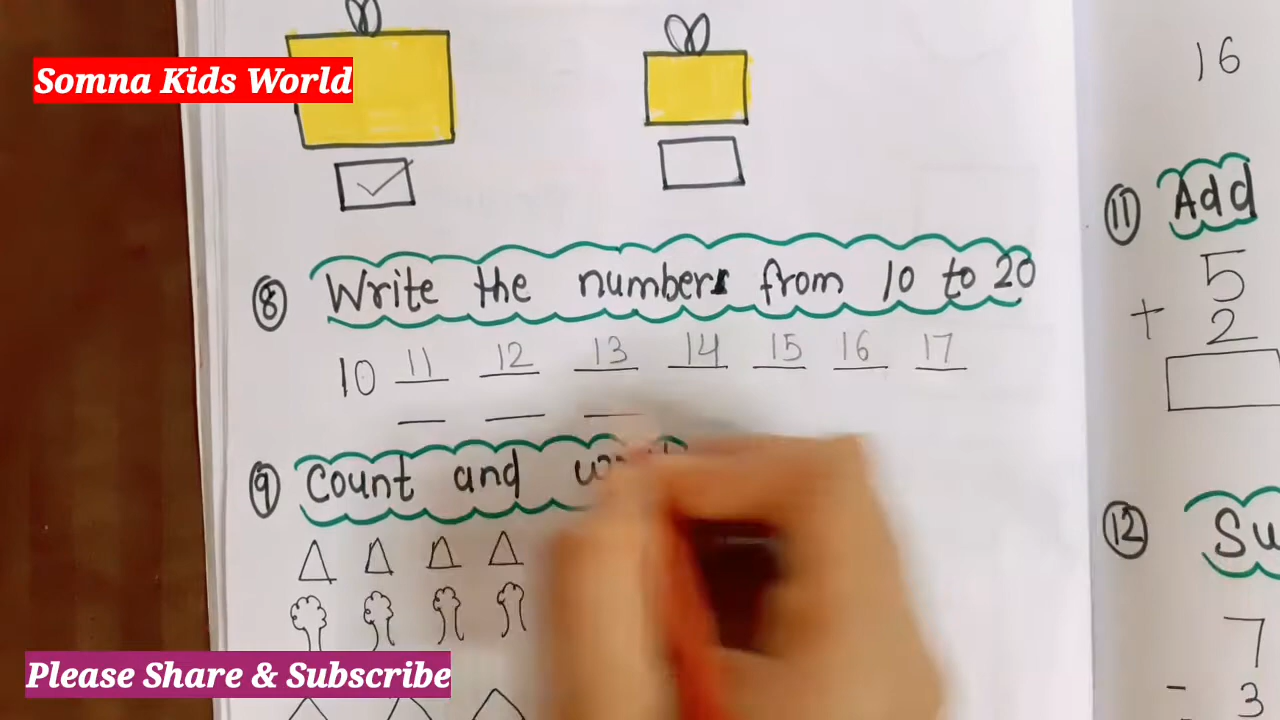 Somna Kids World
⑧ Write the numbers from 10 to 20
10 11 12 13 14 15 16 17
⑨ Count and
Please Share & Subscribe
16
⑪ Add
5
+ 2
⑫ Su
7
- 3